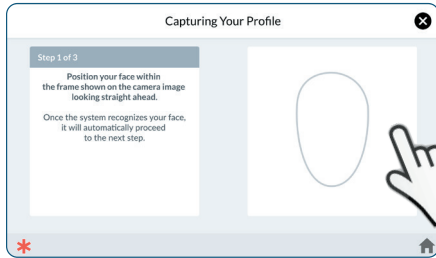 Capturing Your Profile
Step 1 of 3
Position your face within
the frame shown on the camera image
looking straight ahead.
Once the system recognizes your face,
it will automatically proceed
to the next step.